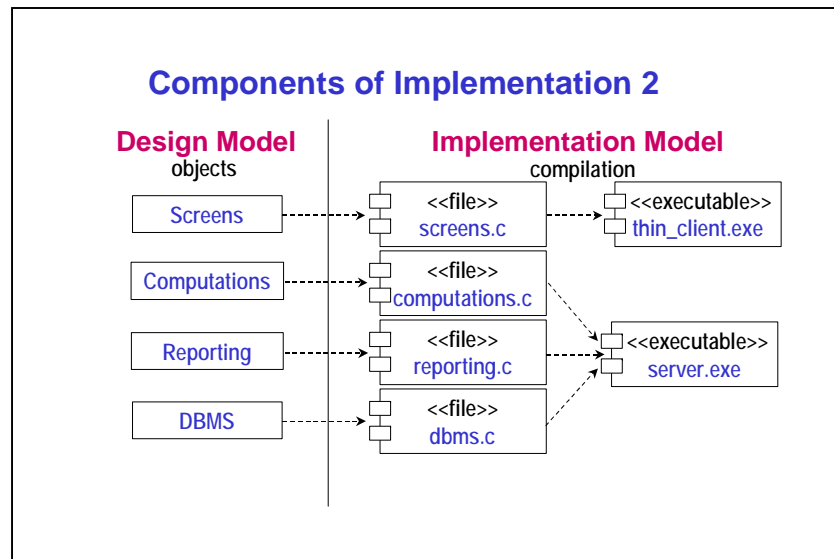 Components of Implementation 2
Design Model
objects
Implementation Model
compilation
Screens
<<file>>
screens.c
<<executable>>
thin_client.exe
Computations
<<file>>
computations.c
Reporting
<<file>>
reporting.c
<<executable>>
server.exe
DBMS
<<file>>
dbms.c